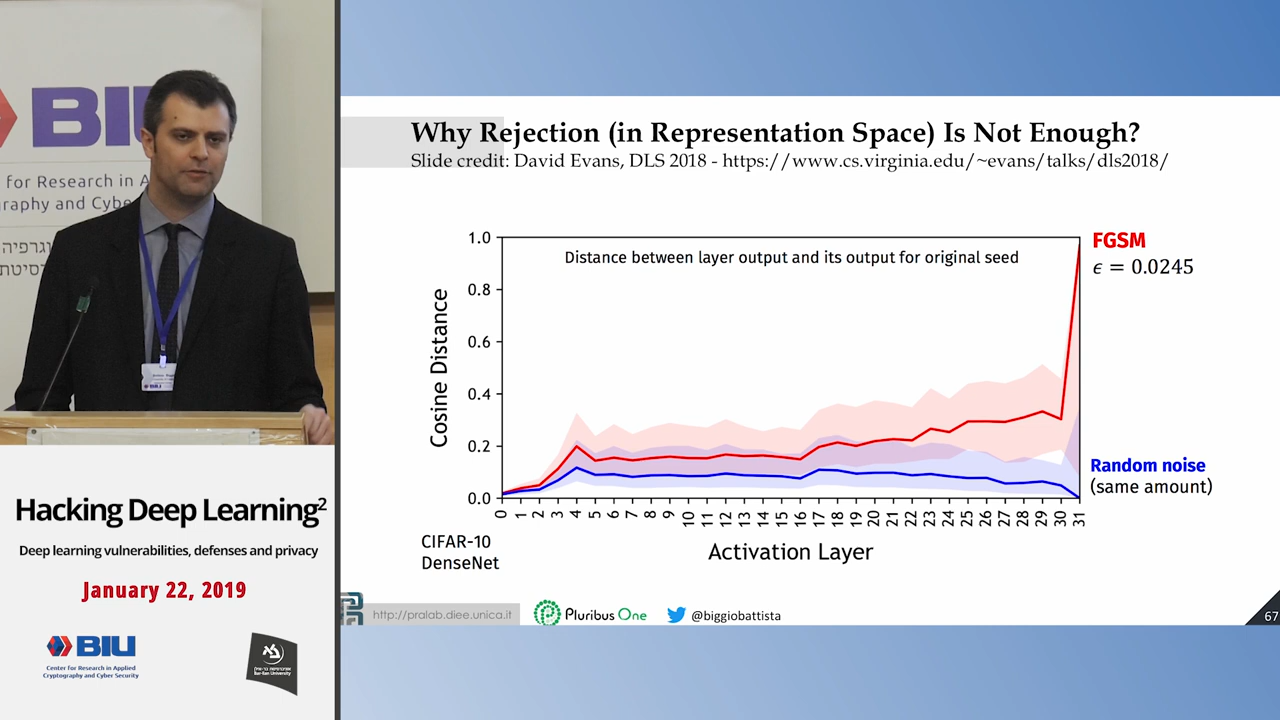 BIU
for Research in A
graphy and Cybe
BIU
Hacking Deep Learning²
Deep learning vulnerabilities, defenses and privacy
January 22, 2019
BIU
Center for Research in Applied
Cryptography and Cyber Security
Bar-Ilan University
Why Rejection (in Representation Space) Is Not Enough?
Slide credit: David Evans, DLS 2018 - https://www.cs.virginia.edu/~evans/talks/dls2018/
Distance between layer output and its output for original seed
Cosine Distance
1.0
0.8
0.6
0.4
0.2
0.0
0 1 2 3 4 5 6 7 8 9 10 11 12 13 14 15 16 17 18 19 20 21 22 23 24 25 26 27 28 29 30 31
Activation Layer
FGSM
ϵ = 0.0245
Random noise
(same amount)
CIFAR-10
DenseNet
http://pralab.diee.unica.it
Pluribus One
@biggiobattista
67